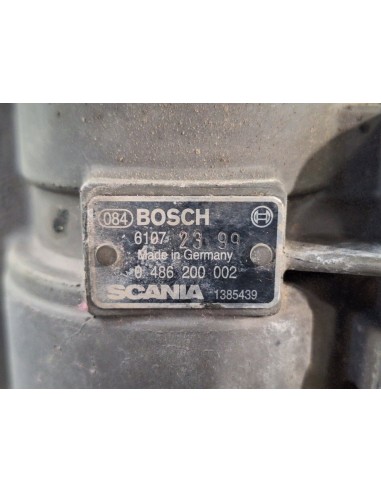 084 BOSCH
6107 23 99
Made in Germany
0 486 200 002
SCANIA 1385439